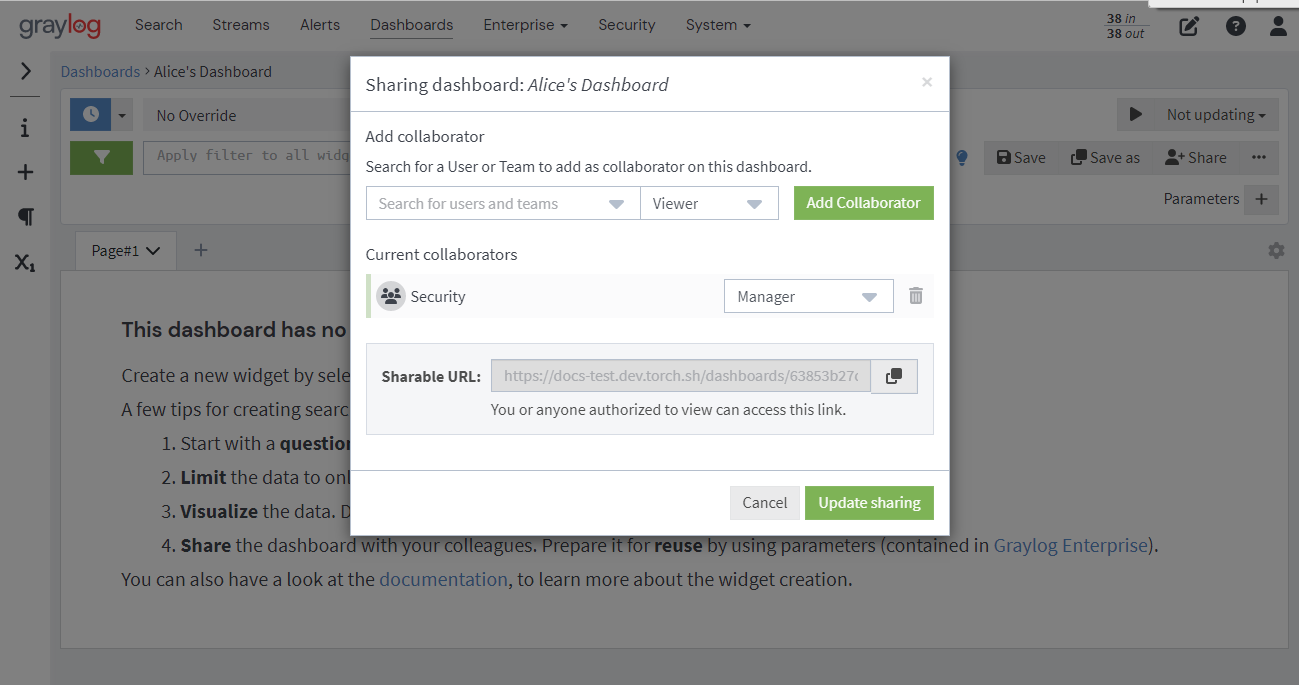 graylog Search Streams Alerts Dashboards Enterprise Security System 38 in
38 out
Dashboards > Alice's Dashboard
No Override Not updating
Apply filter to all Save Save as Share
Parameters
Page#1
This dashboard has no
Create a new widget by
A few tips for creating
1. Start with a
2. Limit the data to
3. Visualize the data.
4. Share the dashboard with your colleagues. Prepare it for reuse by using parameters (contained in Graylog Enterprise).
You can also have a look at the documentation, to learn more about the widget creation.
Sharing dashboard: Alice's Dashboard
Add collaborator
Search for a User or Team to add as collaborator on this dashboard.
Search for users and teams Viewer Add Collaborator
Current collaborators
Security Manager
Sharable URL: https://docs-test.dev.torch.sh/dashboards/63853b27
You or anyone authorized to view can access this link.
Cancel Update sharing